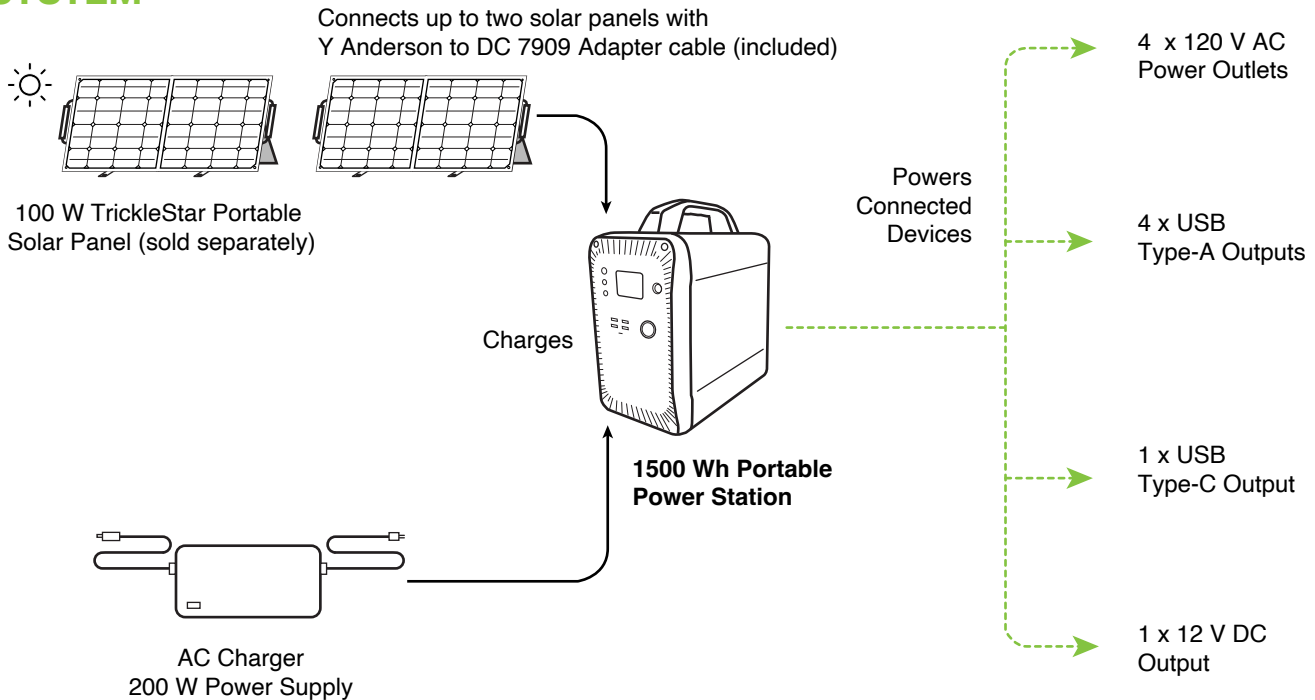 Connects up to two solar panels with
Y Anderson to DC 7909 Adapter cable (included)
100 W TrickleStar Portable
Solar Panel (sold separately)
Charges
1500 Wh Portable
Power Station
AC Charger
200 W Power Supply
Powers
Connected
Devices
4 x 120 V AC
Power Outlets
4 x USB
Type-A Outputs
1 x USB
Type-C Output
1 x 12 V DC
Output